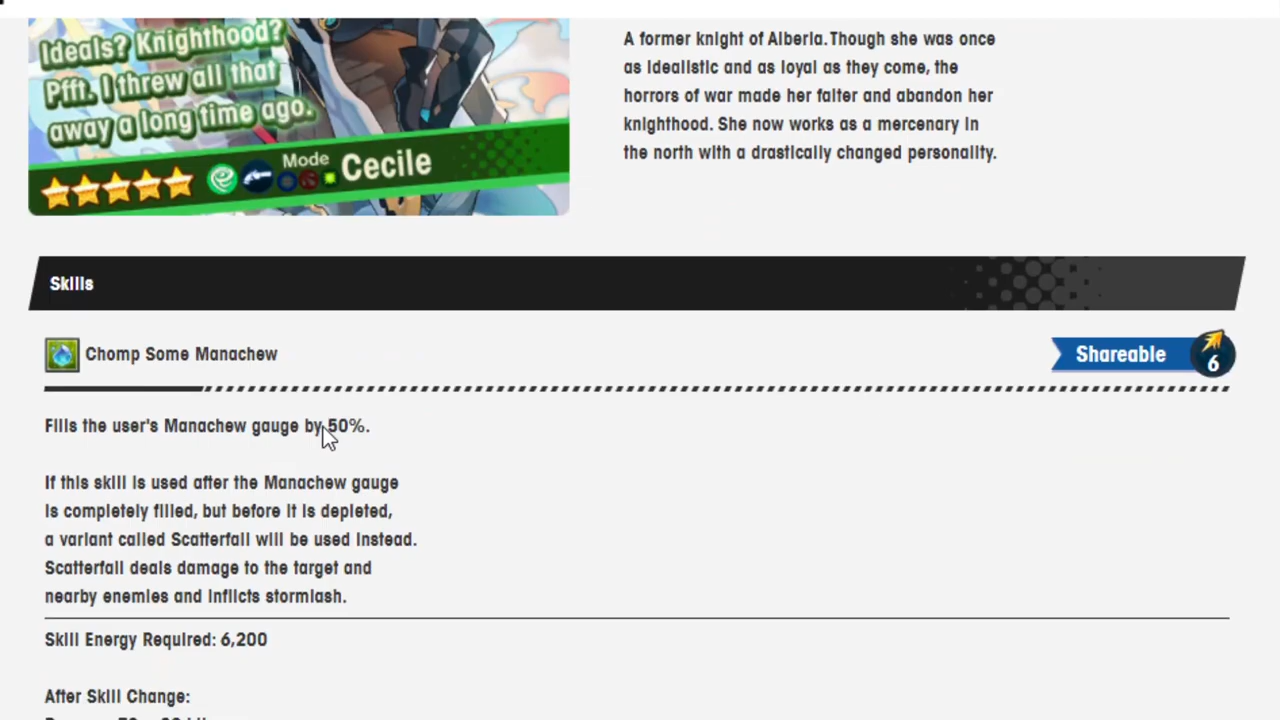 Ideals? Knighthood?
Pfft. I threw all that
away a long time ago.
Mode Cecile
A former knight of Alberia. Though she was once
as idealistic and as loyal as they come, the
horrors of war made her falter and abandon her
knighthood. She now works as a mercenary in
the north with a drastically changed personality.
Skills
Chomp Some Manachew
Shareable 6
Fills the user's Manachew gauge by 50%.
If this skill is used after the Manachew gauge
is completely filled, but before it is depleted,
a variant called Scatterfall will be used instead.
Scatterfall deals damage to the target and
nearby enemies and inflicts stormlash.
Skill Energy Required: 6,200
After Skill Change: